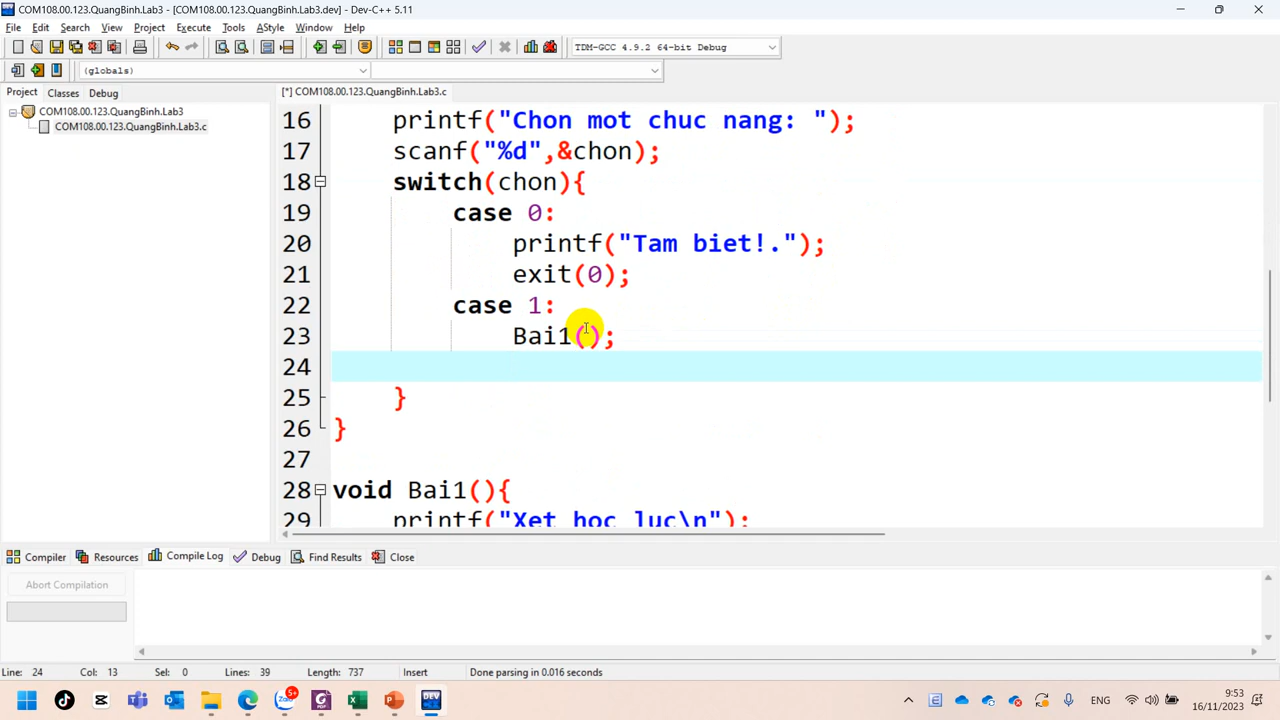 COM108.00.123.QuangBinh.Lab3 - [COM108.00.123.QuangBinh.Lab3.dev] - Dev-C++ 5.11
File Edit Search View Project Execute Tools AStyle Window Help
TDM-GCC 4.9.2 64-bit Debug
(globals)
Project Classes Debug
[*] COM108.00.123.QuangBinh.Lab3.c
COM108.00.123.QuangBinh.Lab3
COM108.00.123.QuangBinh.Lab3.c
16 printf("Chon mot chuc nang: ");
17 scanf("%d",&chon);
18 switch(chon){
19 case 0:
20 printf("Tam biet!.");
21 exit(0);
22 case 1:
23 Bai1();
24
25 }
26 }
27
28 void Bai1(){
29 printf("Xet hoc luc\n");
Compiler Resources Compile Log Debug Find Results Close
Abort Compilation
Line: 24 Col: 13 Sel: 0 Lines: 39 Length: 737 Insert Done parsing in 0.016 seconds
5+
DEV
ENG
9:53
16/11/2023